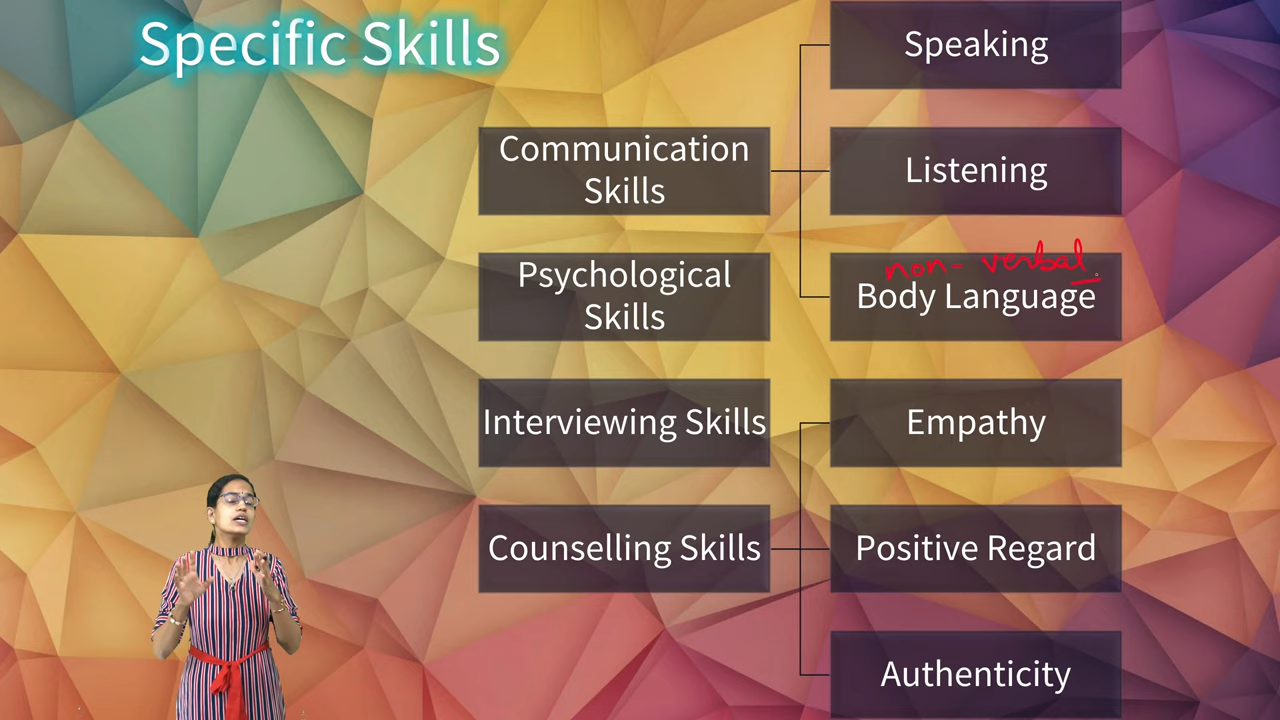 Specific Skills
Speaking
Communication
Skills
Listening
non-verbal.
Body Language
Psychological
Skills
Interviewing Skills
Empathy
Counselling Skills
Positive Regard
Authenticity